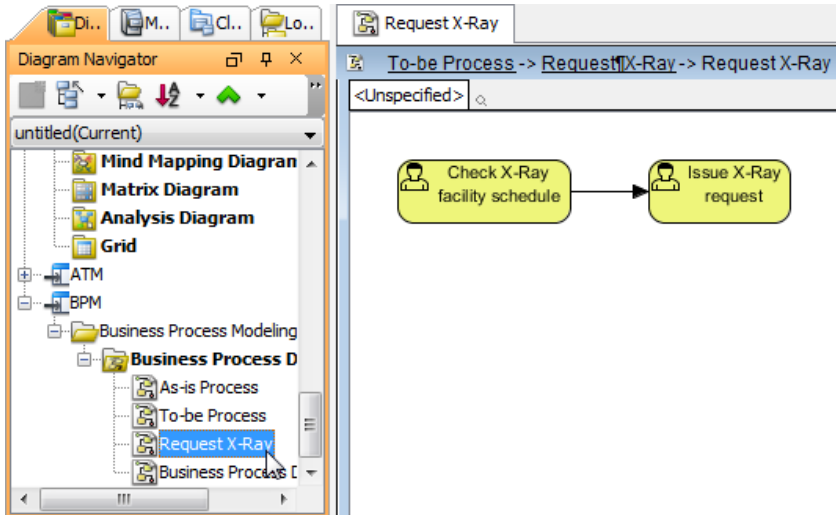 Di.. M.. Cl.. Lo..
Diagram Navigator
untitled(Current)
Mind Mapping Diagran
Matrix Diagram
Analysis Diagram
Grid
ATM
BPM
Business Process Modeling
Business Process D
As-is Process
To-be Process
Request X-Ray
Business Process D
Request X-Ray
To-be Process -> Request¶X-Ray -> Request X-Ray
<Unspecified>
Check X-Ray
facility schedule
Issue X-Ray
request